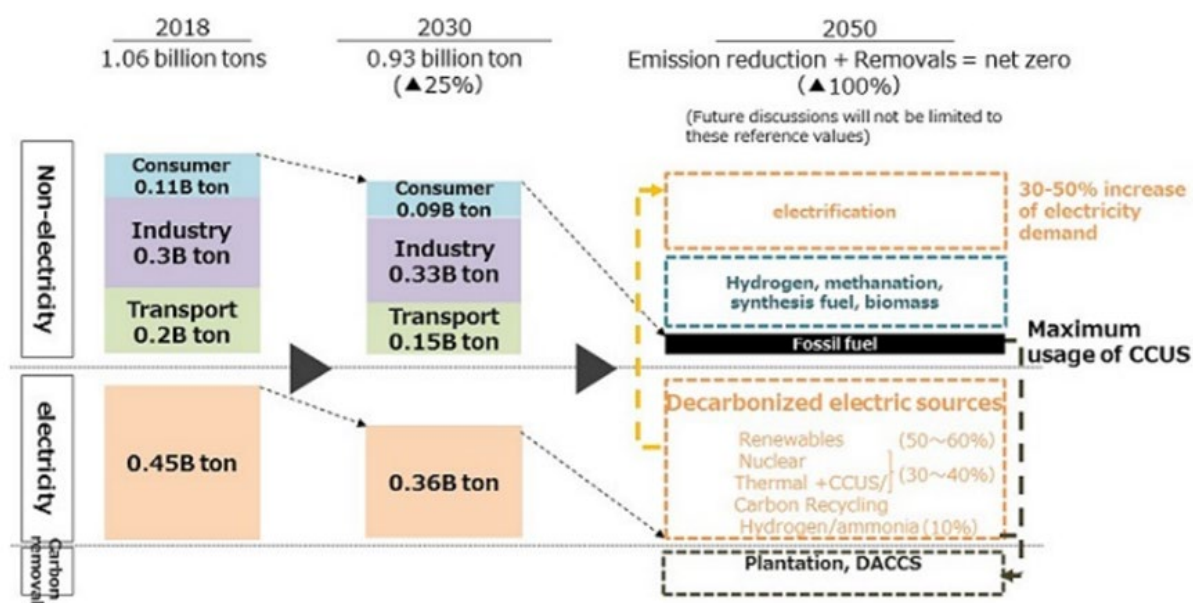 2018
1.06 billion tons
2030
0.93 billion ton
(▲25%)
2050
Emission reduction + Removals = net zero
(▲100%)
(Future discussions will not be limited to
these reference values)
Non-electricity
Consumer
0.11B ton
Industry
0.3B ton
Transport
0.2B ton
Consumer
0.09B ton
Industry
0.33B ton
Transport
0.15B ton
electrification
30-50% increase
of electricity
demand
Hydrogen, methanation,
synthesis fuel, biomass
Fossil fuel
Maximum
usage of CCUS
electricity
0.45B ton
0.36B ton
Decarbonized electric sources
Renewables (50～60%)
Nuclear
Thermal +CCUS/ (30～40%)
Carbon Recycling
Hydrogen/ammonia (10%)
Carbon
removal
Plantation, DACCS